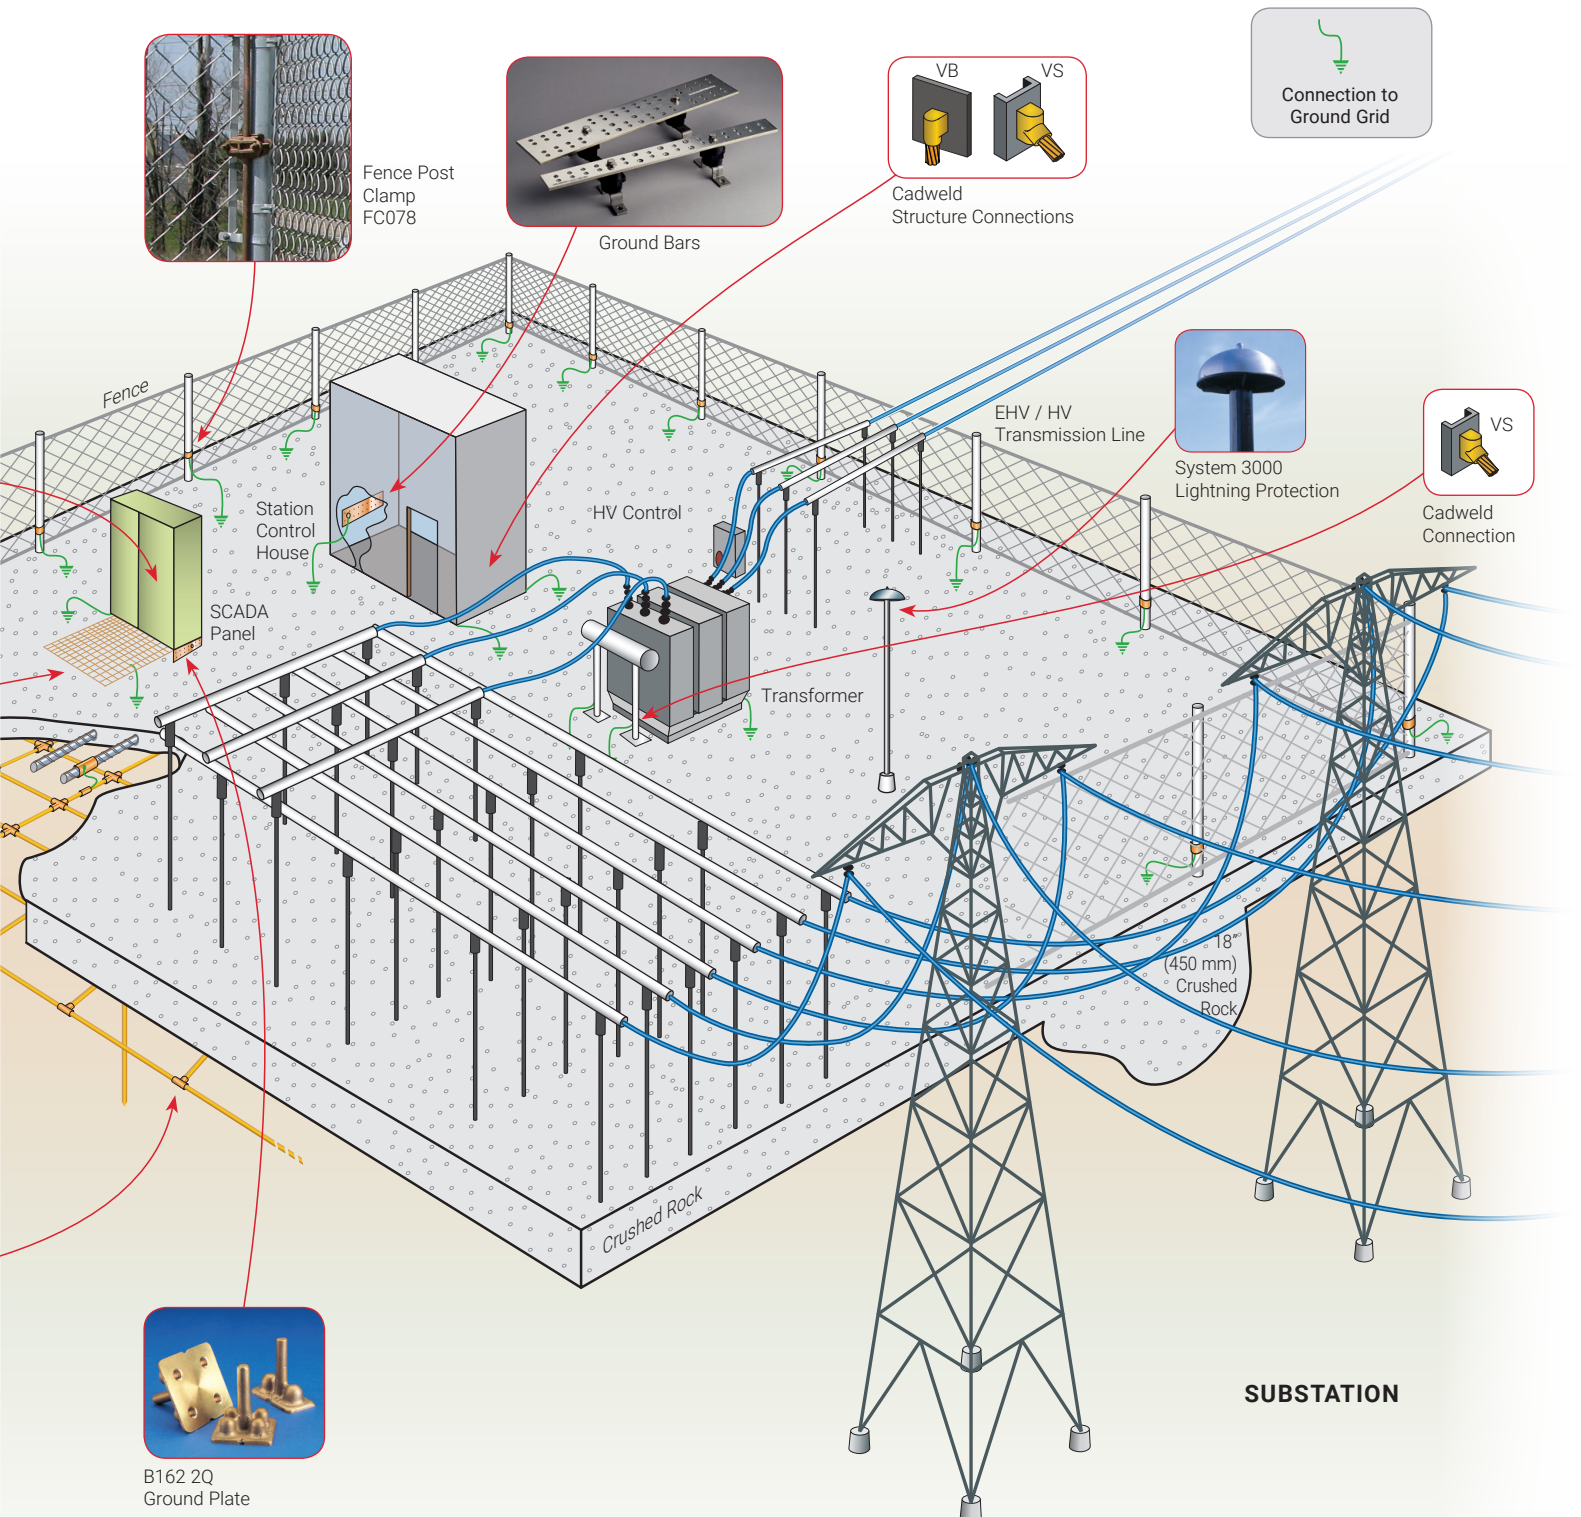 VB
VS
Connection to
Ground Grid
Fence Post
Clamp
FC078
Ground Bars
Cadweld
Structure Connections
Fence
EHV / HV
Transmission Line
System 3000
Lightning Protection
VS
Cadweld
Connection
Station
Control
House
HV Control
SCADA
Panel
Transformer
18”
(450 mm)
Crushed
Rock
Crushed Rock
SUBSTATION
B162 2Q
Ground Plate